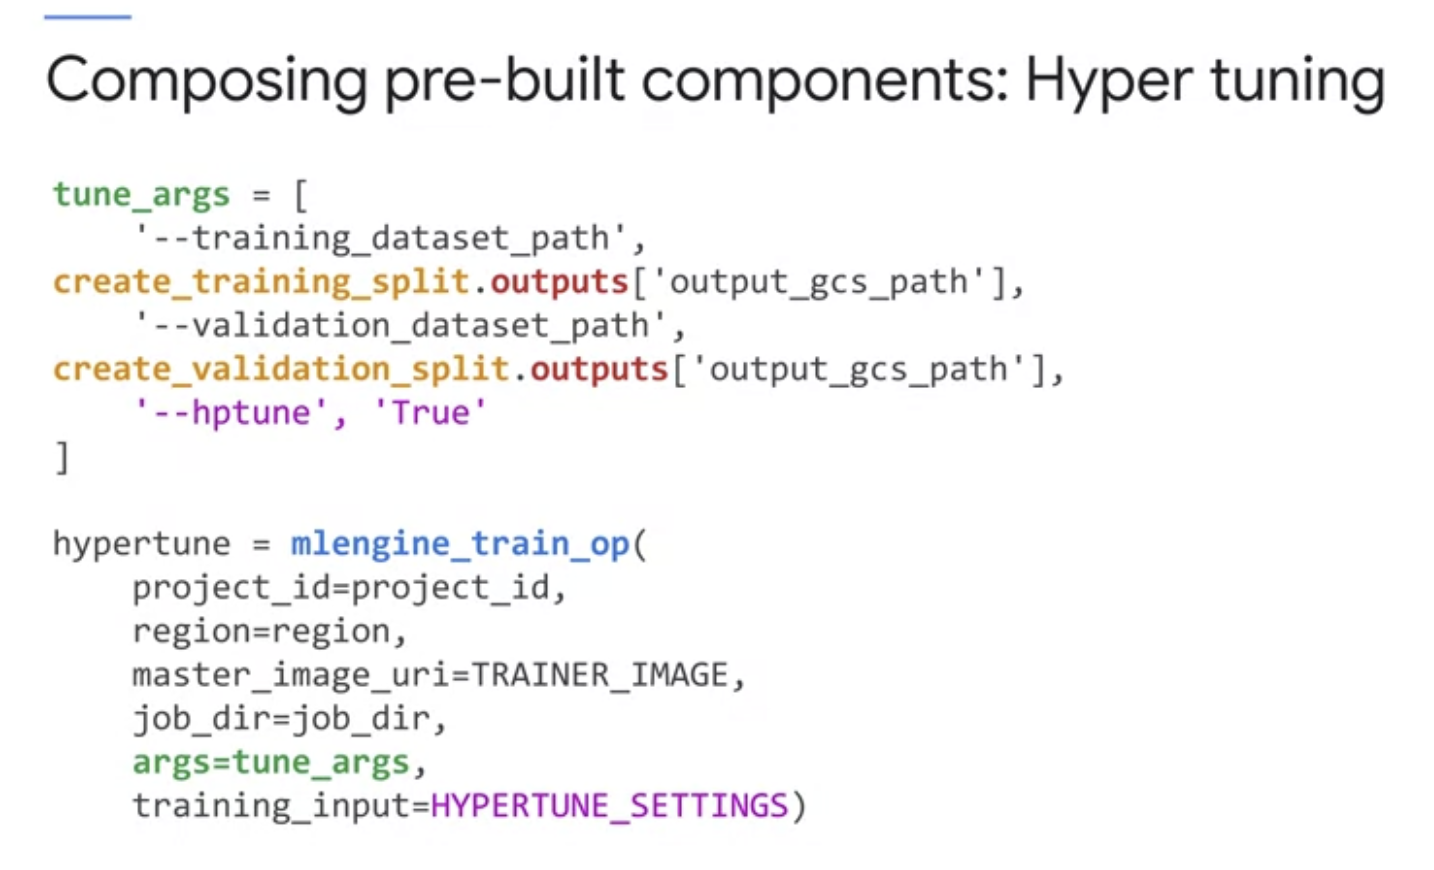 Composing pre-built components: Hyper tuning
tune_args = [
    '--training_dataset_path',
create_training_split.outputs['output_gcs_path'],
    '--validation_dataset_path',
create_validation_split.outputs['output_gcs_path'],
    '--hptune', 'True'
]
hypertune = mlengine_train_op(
    project_id=project_id,
    region=region,
    master_image_uri=TRAINER_IMAGE,
    job_dir=job_dir,
    args=tune_args,
    training_input=HYPERTUNE_SETTINGS)